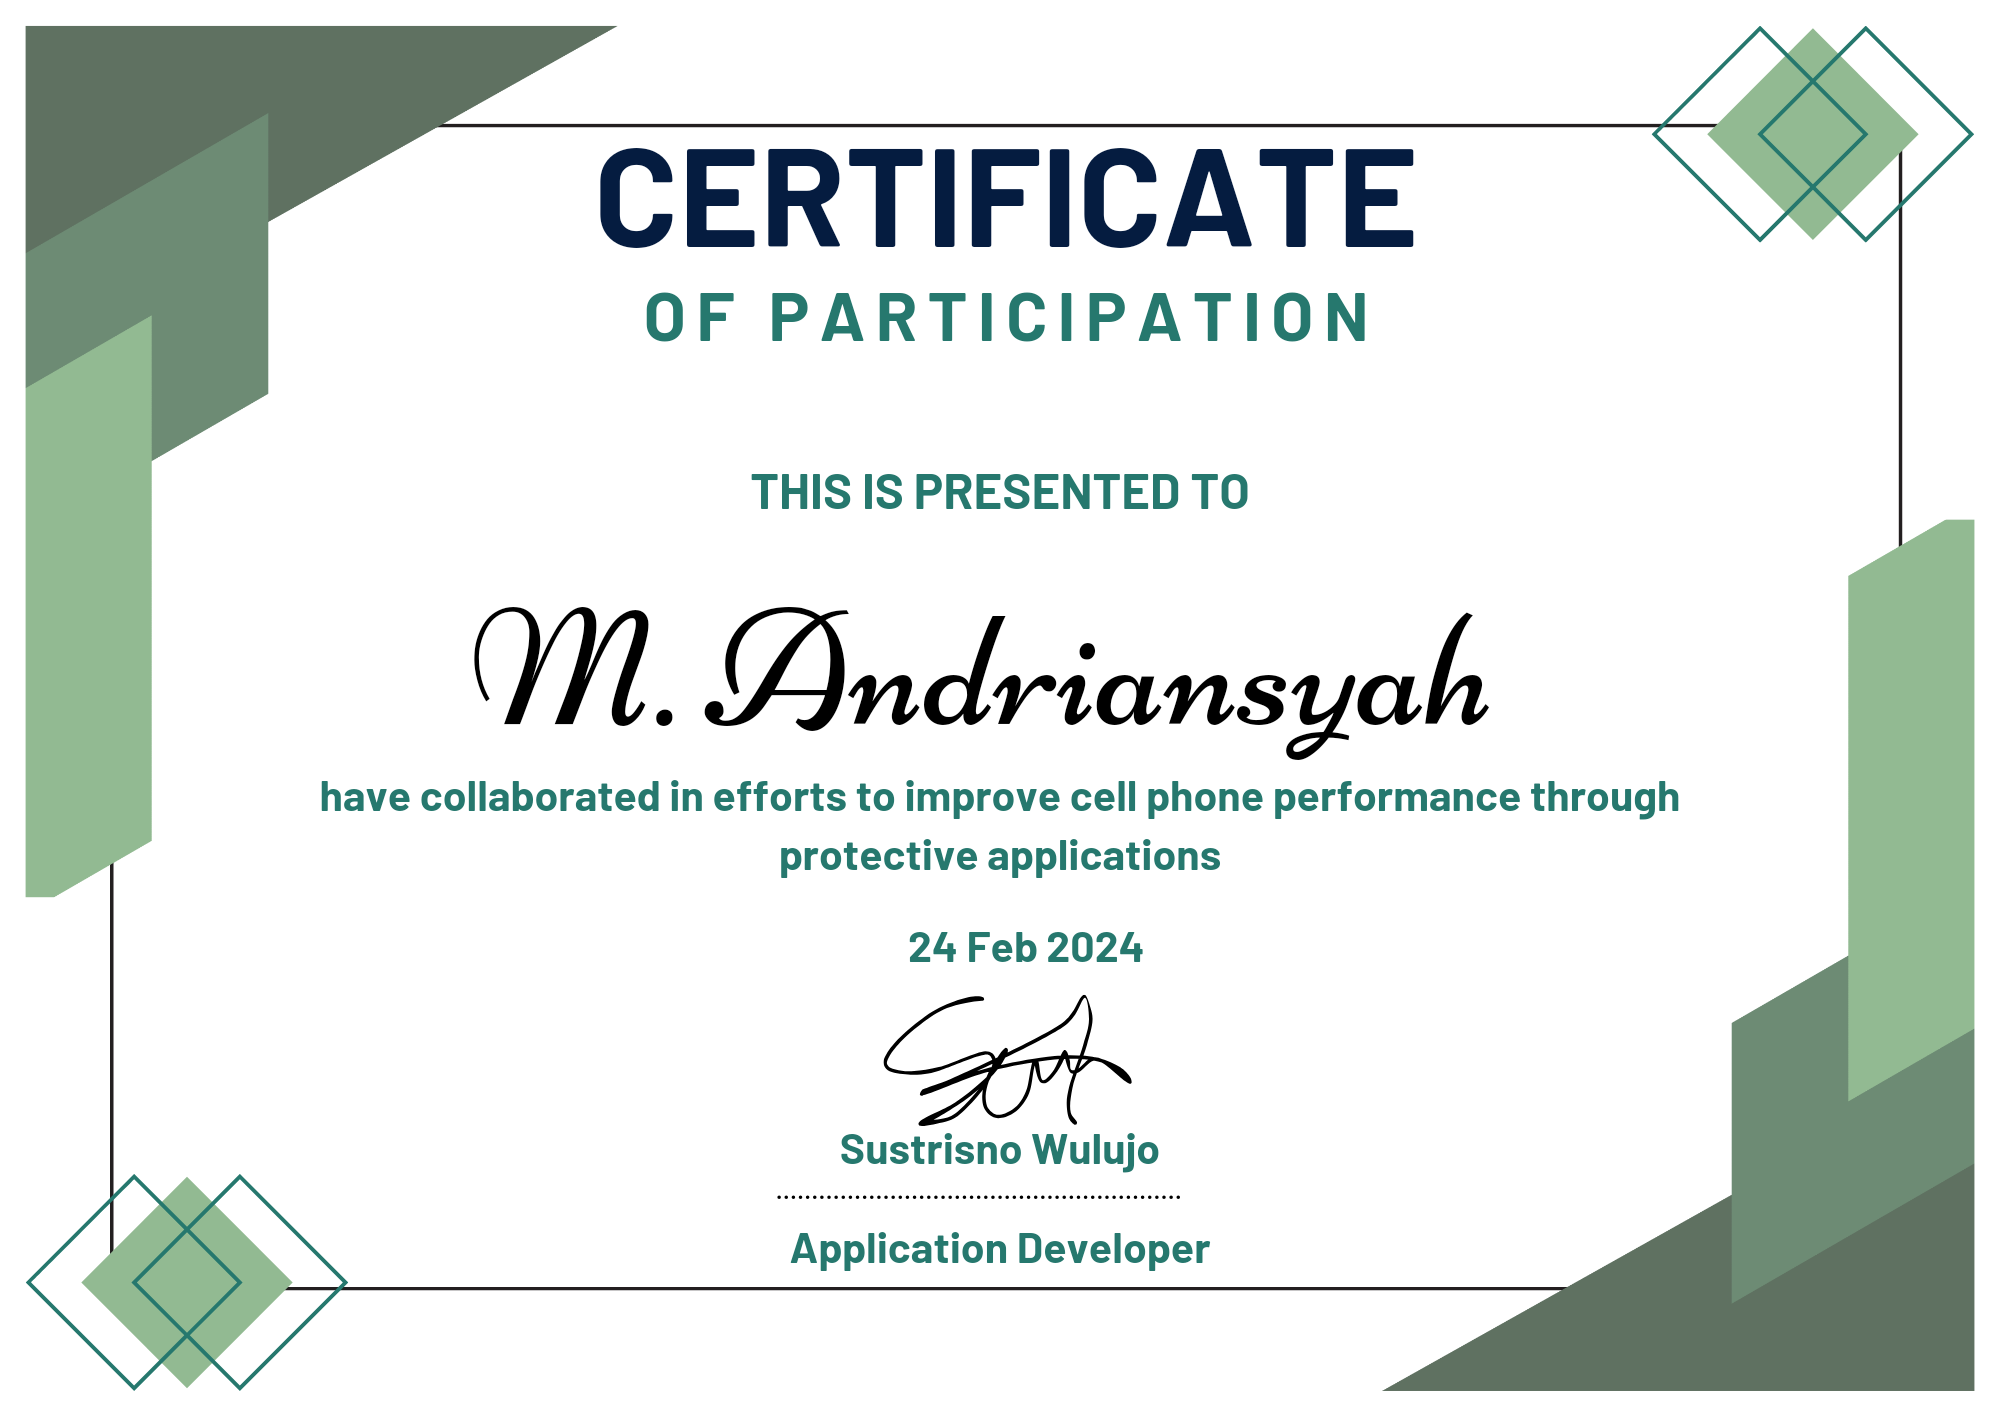 CERTIFICATE
OF PARTICIPATION
THIS IS PRESENTED TO
M. Andriansyah
have collaborated in efforts to improve cell phone performance through
protective applications
24 Feb 2024
Sustrisno Wulujo
Application Developer